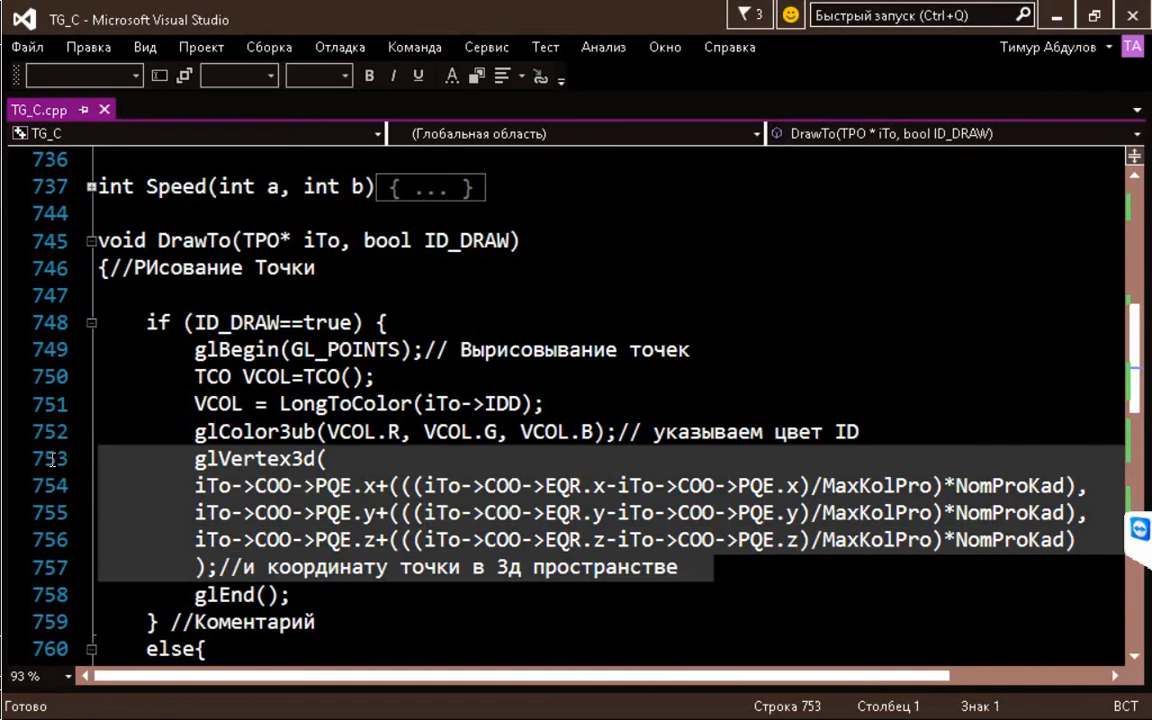 TG_C - Microsoft Visual Studio
3
Быстрый запуск (Ctrl+Q)
Файл Правка Вид Проект Сборка Отладка Команда Сервис Тест Анализ Окно Справка Тимур Абдулов TA
B I U A
TG_C.cpp
TG_C (Глобальная область) DrawTo(TPO * iTo, bool ID_DRAW)
736
737 int Speed(int a, int b) { ... }
744
745 void DrawTo(TPO* iTo, bool ID_DRAW)
746 {//РИсование Точки
747
748 if (ID_DRAW==true) {
749 glBegin(GL_POINTS);// Вырисовывание точек
750 TCO VCOL=TCO();
751 VCOL = LongToColor(iTo->IDD);
752 glColor3ub(VCOL.R, VCOL.G, VCOL.B);// указываем цвет ID
753 glVertex3d(
754 iTo->COO->PQE.x+(((iTo->COO->EQR.x-iTo->COO->PQE.x)/MaxKolPro)*NomProKad),
755 iTo->COO->PQE.y+(((iTo->COO->EQR.y-iTo->COO->PQE.y)/MaxKolPro)*NomProKad),
756 iTo->COO->PQE.z+(((iTo->COO->EQR.z-iTo->COO->PQE.z)/MaxKolPro)*NomProKad)
757 );//и координату точки в 3д пространстве
758 glEnd();
759 } //Коментарий
760 else{
93 %
Готово Строка 753 Столбец 1 Знак 1 ВСТ